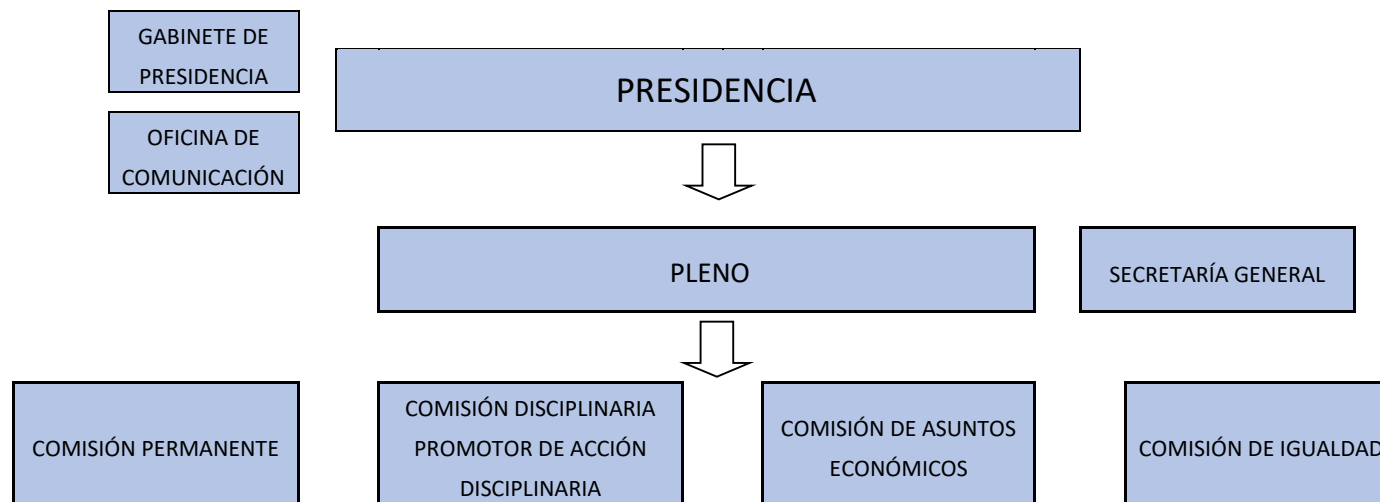 GABINETE DE
PRESIDENCIA
PRESIDENCIA
OFICINA DE
COMUNICACIÓN
PLENO
SECRETARÍA GENERAL
COMISIÓN PERMANENTE
COMISIÓN DISCIPLINARIA
PROMOTOR DE ACCIÓN
DISCIPLINARIA
COMISIÓN DE ASUNTOS
ECONÓMICOS
COMISIÓN DE IGUALDAD